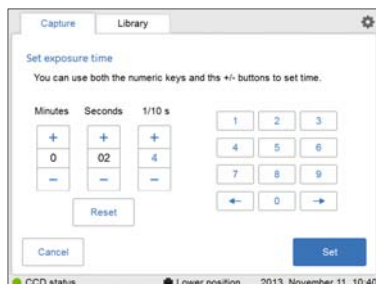 Capture Library
Set exposure time
You can use both the numeric keys and ths +/- buttons to set time.
Minutes Seconds 1/10 s
+ + +
0 02 4
− − −
1 2 3
4 5 6
7 8 9
← 0 →
Reset
Cancel Set
CCD status Lower position 2013, November 11, 10:40